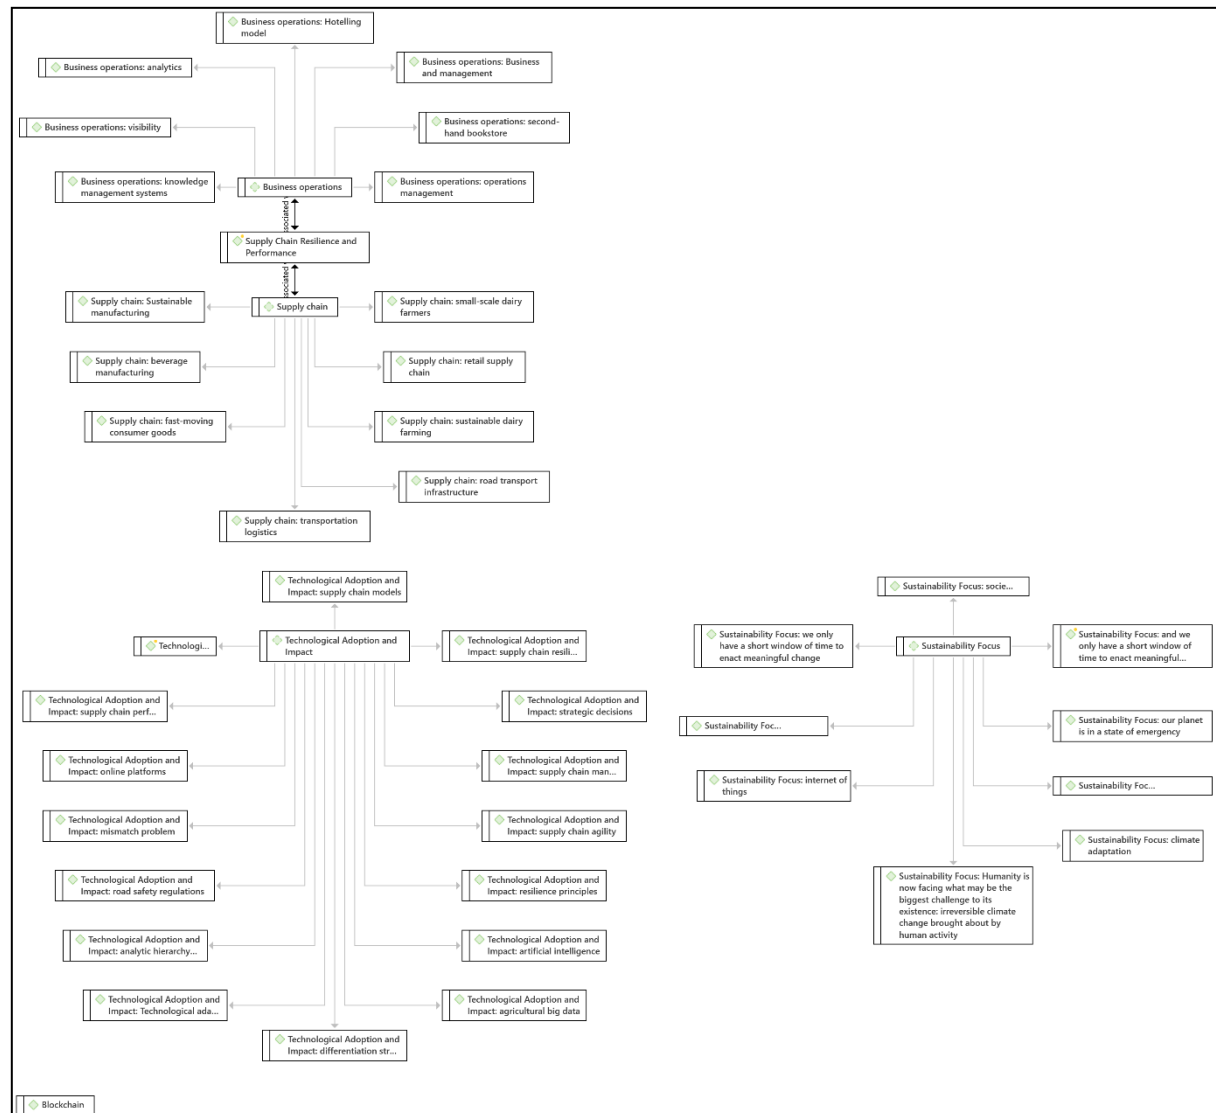 Business operations: Hotelling
model
Business operations: analytics
Business operations: Business
and management
Business operations: visibility
Business operations: second-
hand bookstore
Business operations: knowledge
management systems
Business operations
Business operations: operations
management
ssociated
Supply Chain Resilience and
Performance
ssociated
Supply chain: Sustainable
manufacturing
Supply chain
Supply chain: small-scale dairy
farmers
Supply chain: beverage
manufacturing
Supply chain: retail supply
chain
Supply chain: fast-moving
consumer goods
Supply chain: sustainable dairy
farming
Supply chain: road transport
infrastructure
Supply chain: transportation
logistics
Technological Adoption and
Impact: supply chain models
Technologi...
Technological Adoption and
Impact
Technological Adoption and
Impact: supply chain resili...
Technological Adoption and
Impact: supply chain perf...
Technological Adoption and
Impact: strategic decisions
Technological Adoption and
Impact: online platforms
Technological Adoption and
Impact: supply chain man...
Technological Adoption and
Impact: mismatch problem
Technological Adoption and
Impact: supply chain agility
Technological Adoption and
Impact: road safety regulations
Technological Adoption and
Impact: resilience principles
Technological Adoption and
Impact: analytic hierarchy...
Technological Adoption and
Impact: artificial intelligence
Technological Adoption and
Impact: Technological ada...
Technological Adoption and
Impact: agricultural big data
Technological Adoption and
Impact: differentiation str...
Sustainability Focus: socie...
Sustainability Focus: we only
have a short window of time to
enact meaningful change
Sustainability Focus
Sustainability Focus: and we
only have a short window of
time to enact meaningful...
Sustainability Foc...
Sustainability Focus: our planet
is in a state of emergency
Sustainability Focus: internet of
things
Sustainability Foc...
Sustainability Focus: climate
adaptation
Sustainability Focus: Humanity is
now facing what may be the
biggest challenge to its
existence: irreversible climate
change brought about by
human activity
Blockchain